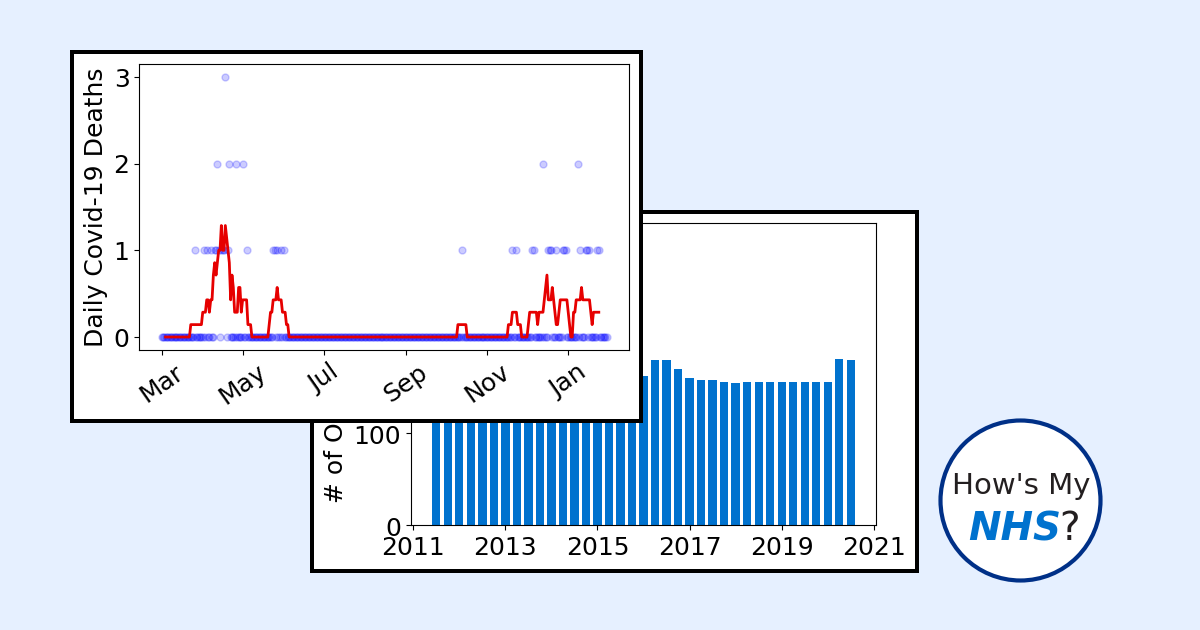 Daily Covid-19 Deaths
3
2
1
0
Mar
May
Jul
Sep
Nov
Jan
# of O
100
0
2011
2013
2015
2017
2019
2021
How's My
NHS?